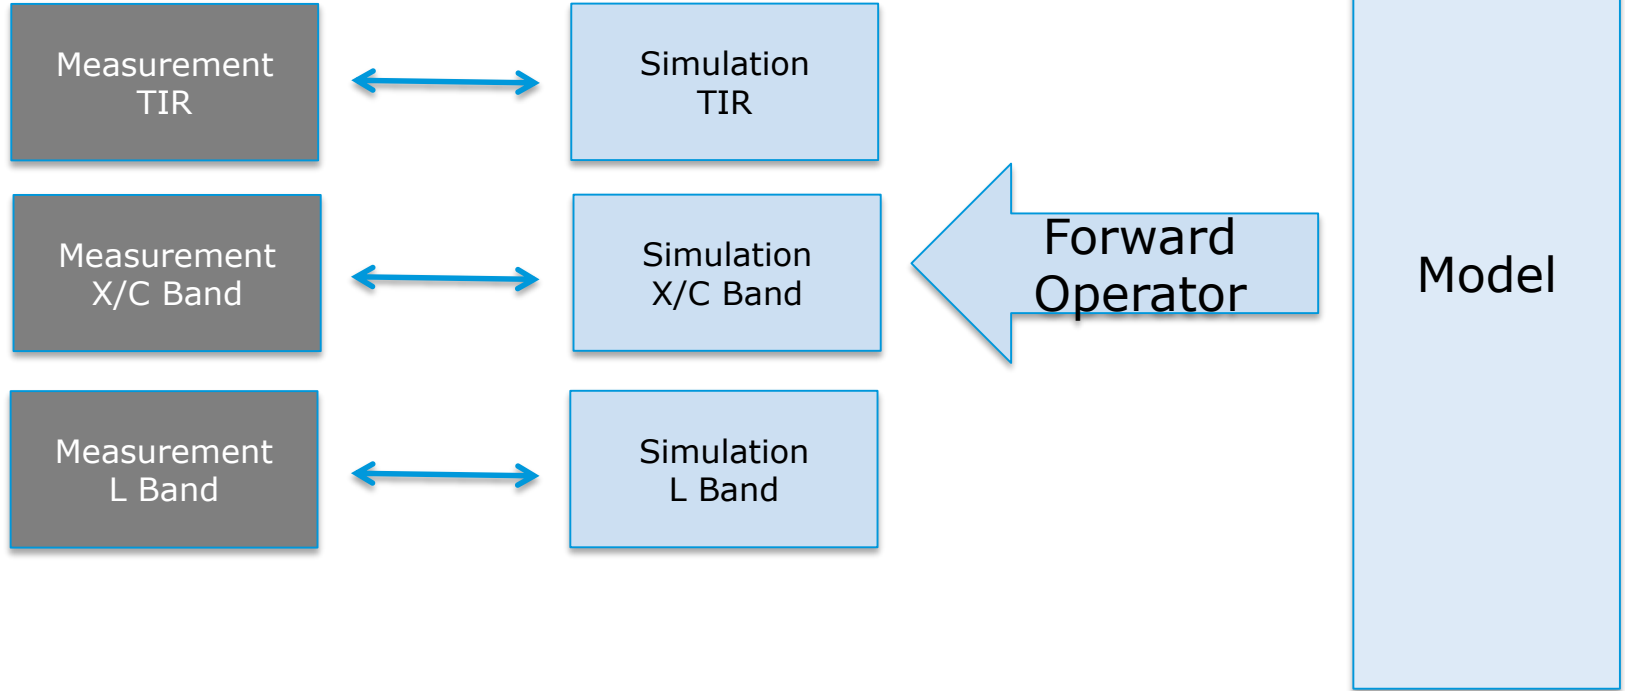 Measurement
TIR
Simulation
TIR
Measurement
X/C Band
Simulation
X/C Band
Forward
Operator
Model
Measurement
L Band
Simulation
L Band